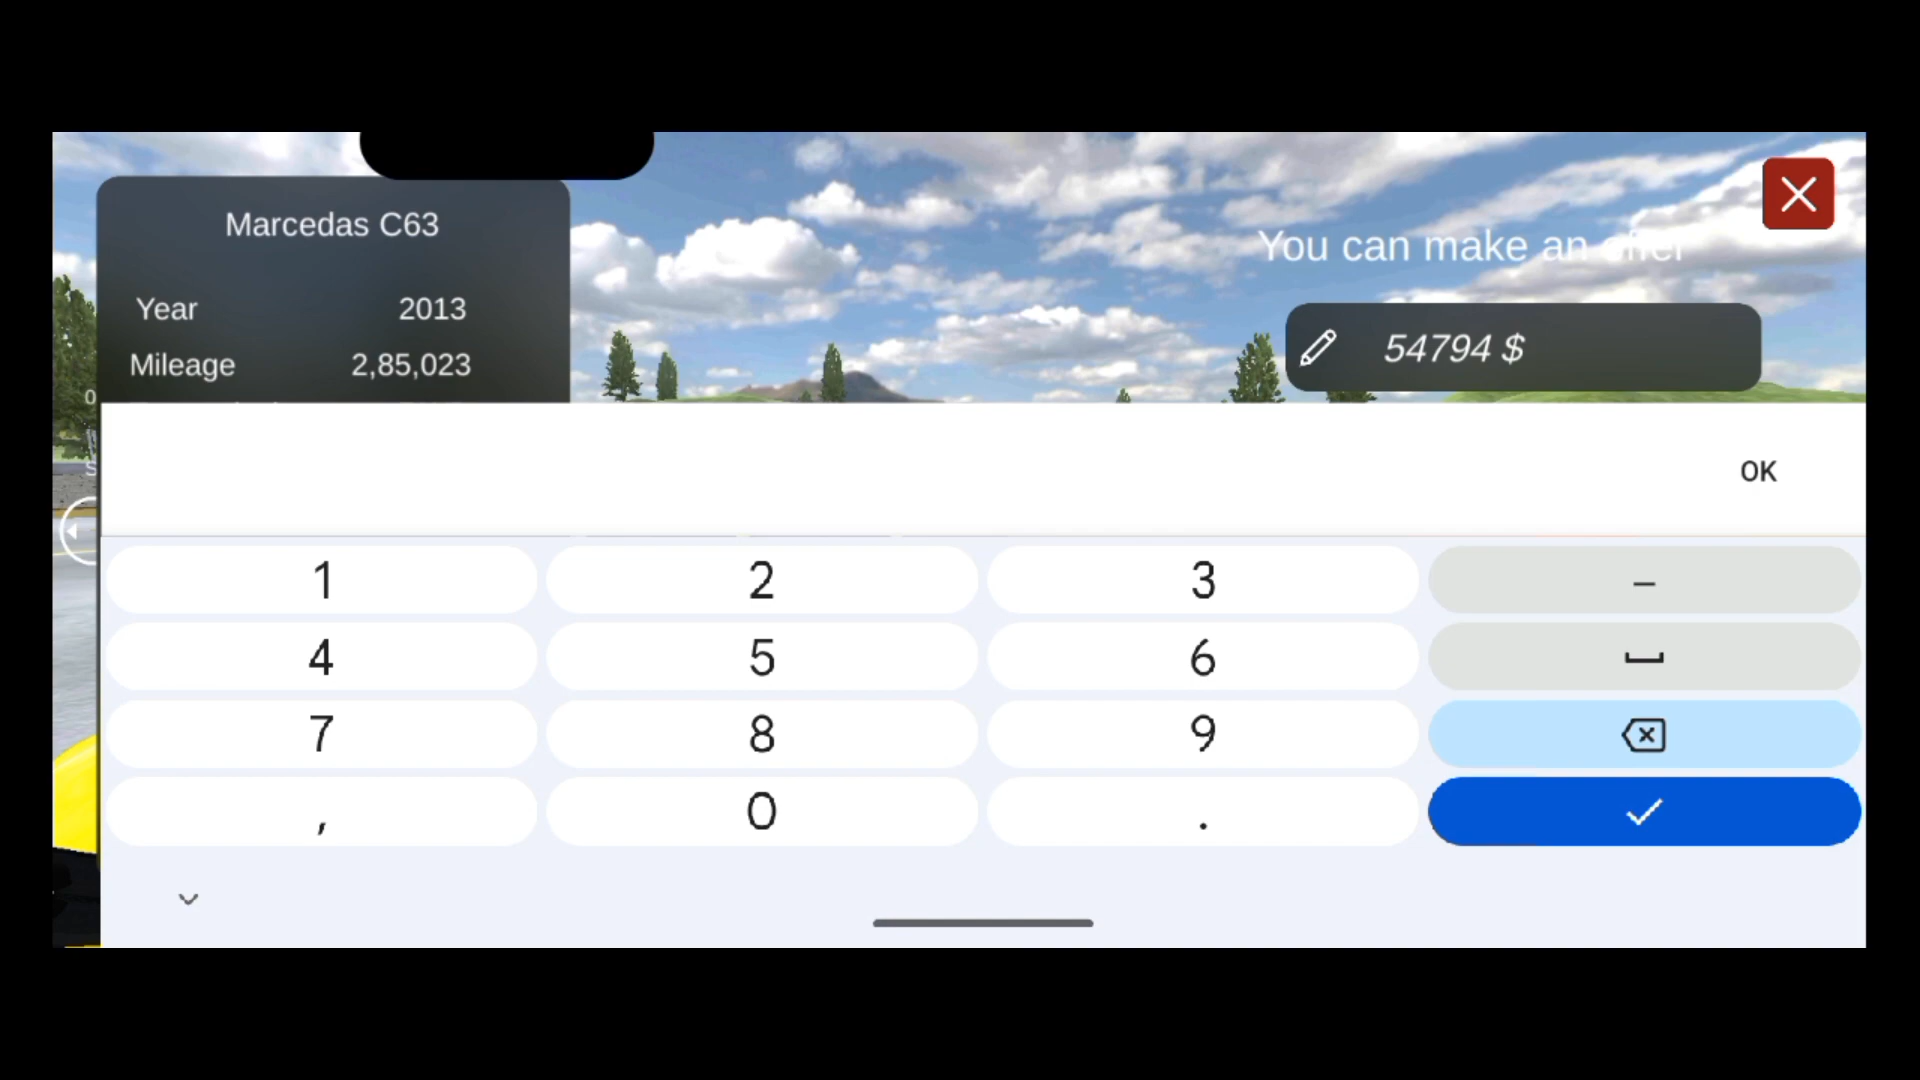 Marcedas C63
You can make an offer
Year 2013
54794 $
Mileage 2,85,023
OK
1 2 3 –
4 5 6
7 8 9
, 0 .